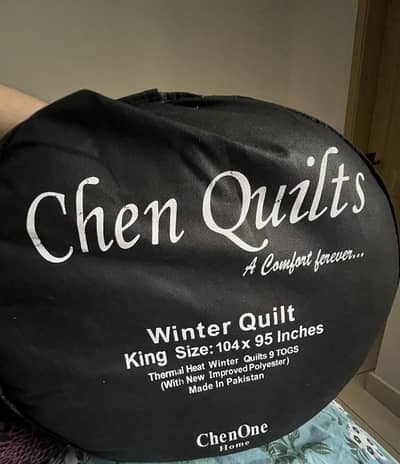 Chen Quilts
A Comfort ferever...
Winter Quilt
King Size: 104 x 95 Inches
Thermal Heat Winter Quilts 9 TOGS
(With New Improved Polyester)
Made In Pakistan
ChenOne
Home